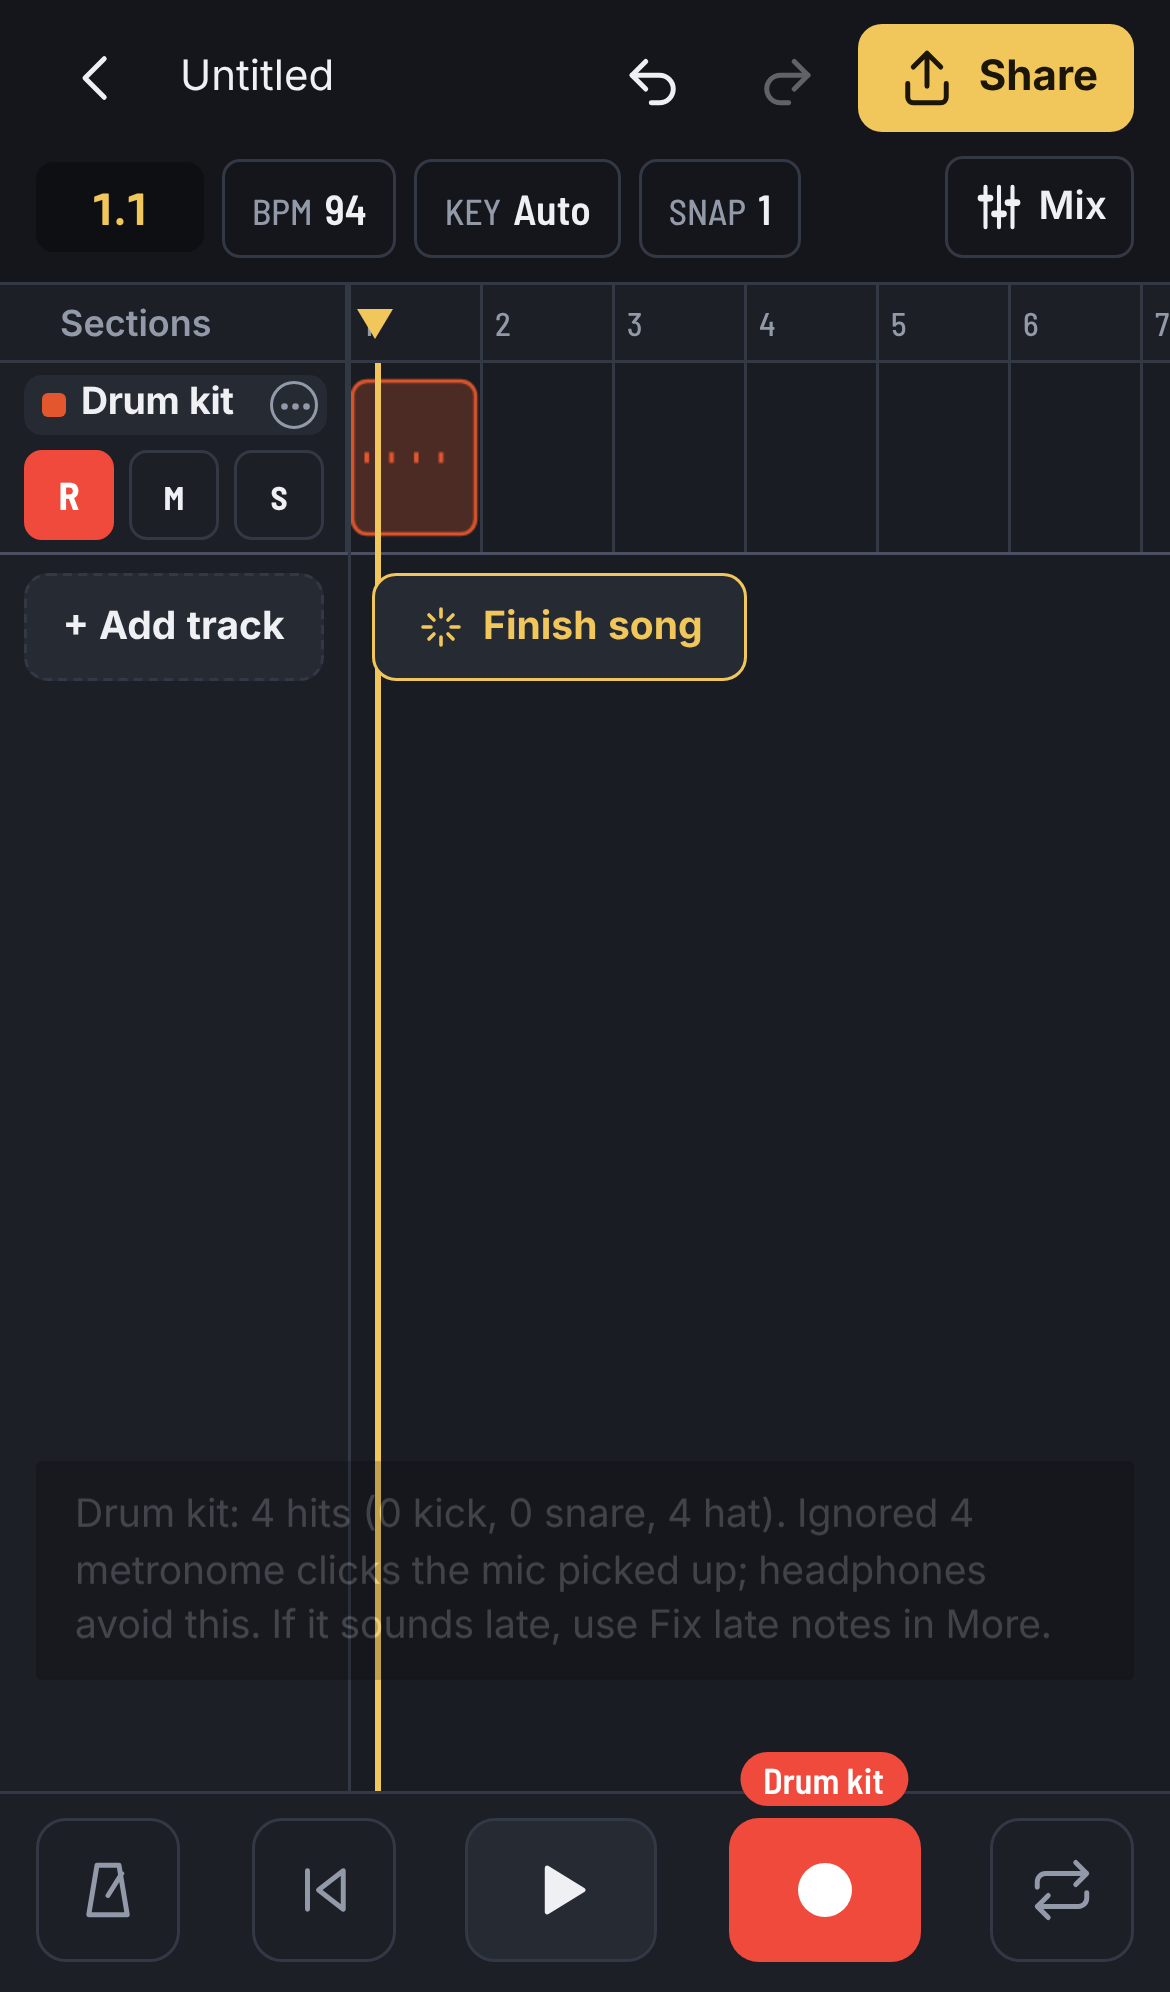 Untitled
Share
1.1
BPM 94
KEY Auto
SNAP 1
Mix
Sections
2
3
4
5
6
7
Drum kit
R
M
S
+ Add track
Finish song
Drum kit: 4 hits (0 kick, 0 snare, 4 hat). Ignored 4
metronome clicks the mic picked up; headphones
avoid this. If it sounds late, use Fix late notes in More.
Drum kit